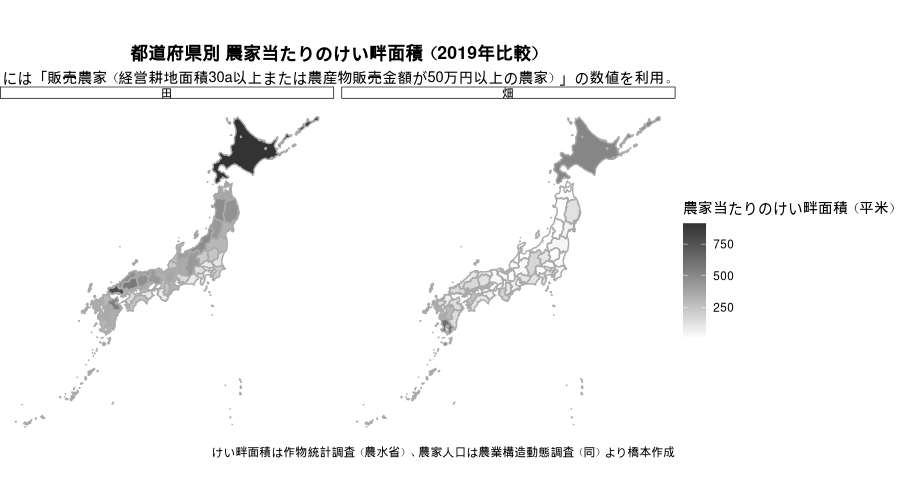 都道府県別 農家当たりのけい畔面積（2019年比較）
には「販売農家（経営耕地面積30a以上または農産物販売金額が50万円以上の農家）」の数値を利用。
田
畑
農家当たりのけい畔面積（平米）
750
500
250
けい畔面積は作物統計調査（農水省）、農家人口は農業構造動態調査（同）より橋本作成